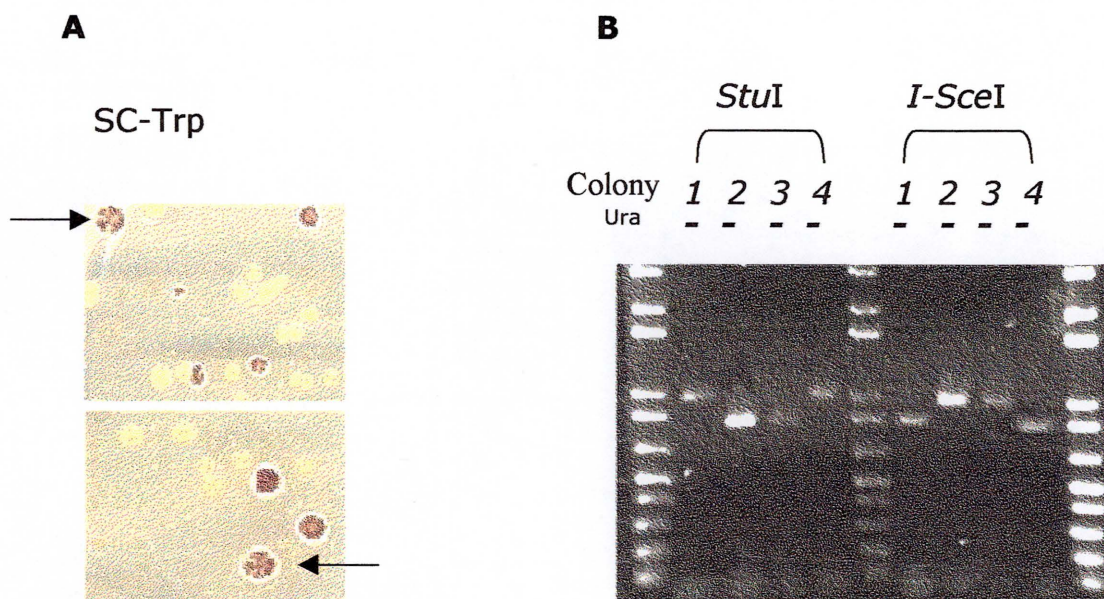 A
SC-Trp
B
StuI I-SceI
Colony 1 2 3 4 1 2 3 4
Ura - - - - - - - -